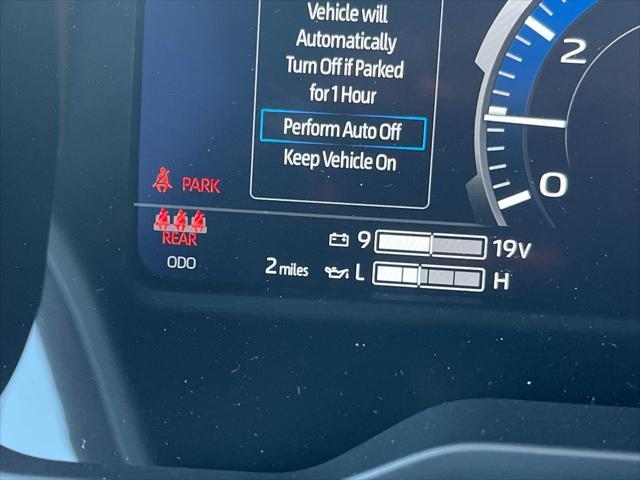 Vehicle will
Automatically
Turn Off if Parked
for 1 Hour
Perform Auto Off
Keep Vehicle On
2
0
PARK
REAR
9 19V
ODO 2 miles L H